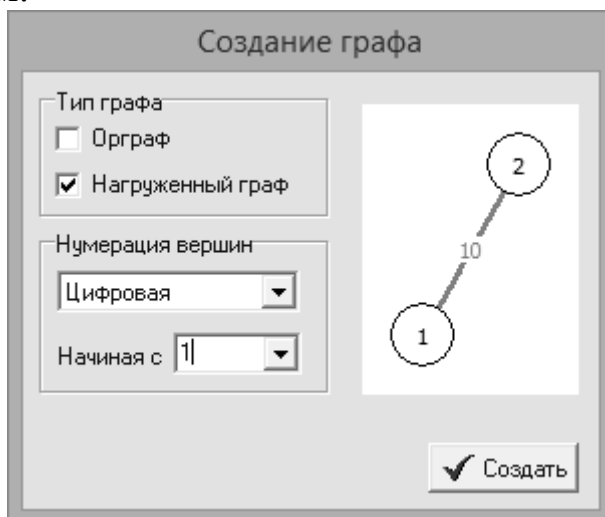 Создание графа
Тип графа
Орграф
Нагруженный граф
Нумерация вершин
Цифровая
Начиная с 1
2
10
1
Создать